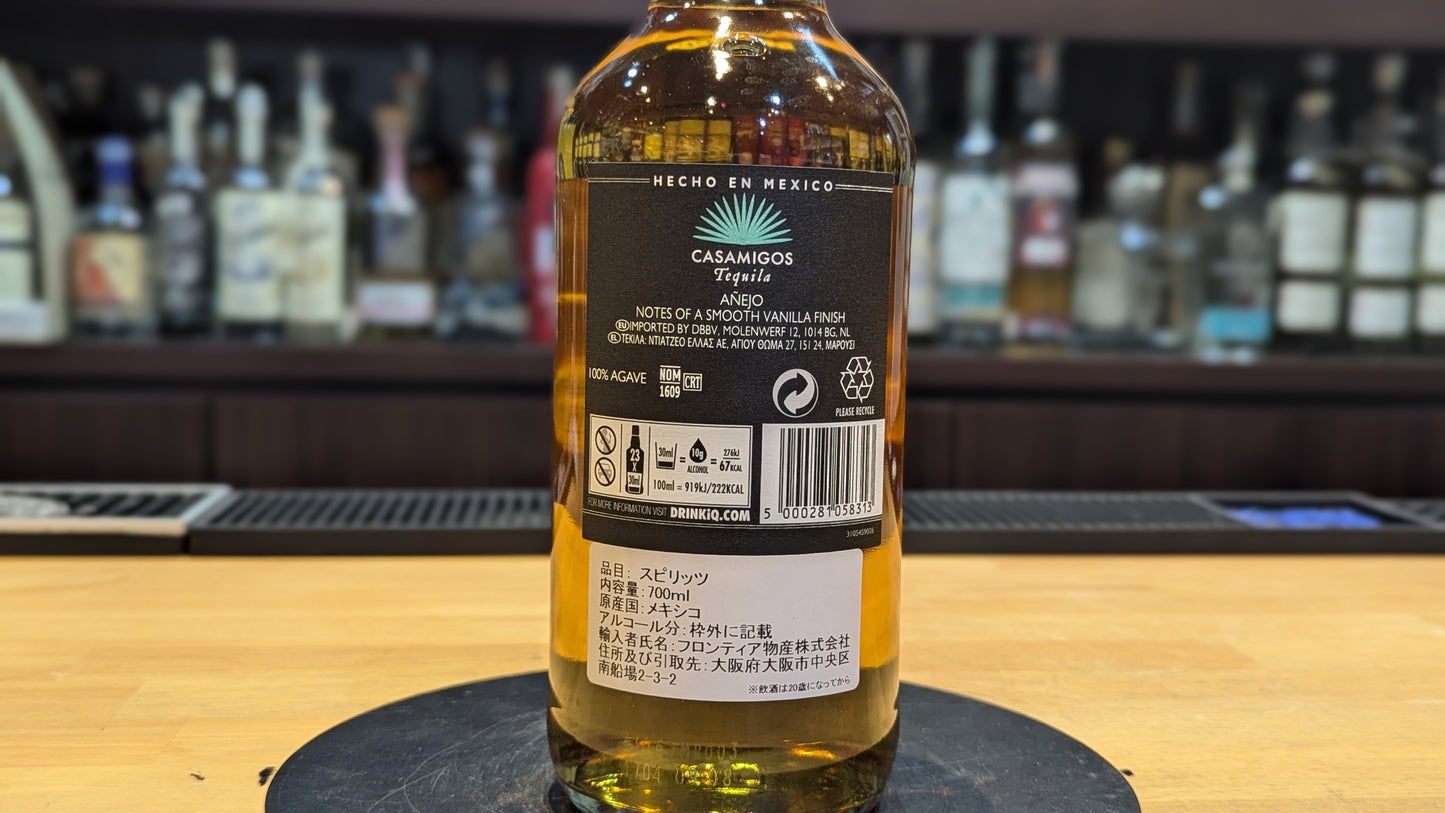 HECHO EN MEXICO
CASAMIGOS
Tequila
AÑEJO
NOTES OF A SMOOTH VANILLA FINISH
EU IMPORTED BY DBBV, MOLENWERF 12, 1014 BG, NL
EL ΤΕΚΙΛΑ: ΝΤΙΑΤΖΕΟ ΕΛΛΑΣ ΑΕ, ΑΓΙΟΥ ΘΩΜΑ 27, 151 24, ΜΑΡΟΥΣΙ
100% AGAVE
NOM
1609
CRT
PLEASE RECYCLE
23
X
30ml
30ml
=
10g
ALCOHOL
=
276kJ
67KCAL
100ml = 919kJ/222KCAL
FOR MORE INFORMATION VISIT DRINKiQ.COM
5 000281 058313
3105459006
品目: スピリッツ
内容量:700ml
原産国:メキシコ
アルコール分:枠外に記載
輸入者氏名:フロンティア物産株式会社
住所及び引取先:大阪府大阪市中央区
南船場2-3-2
※飲酒は20歳になってから